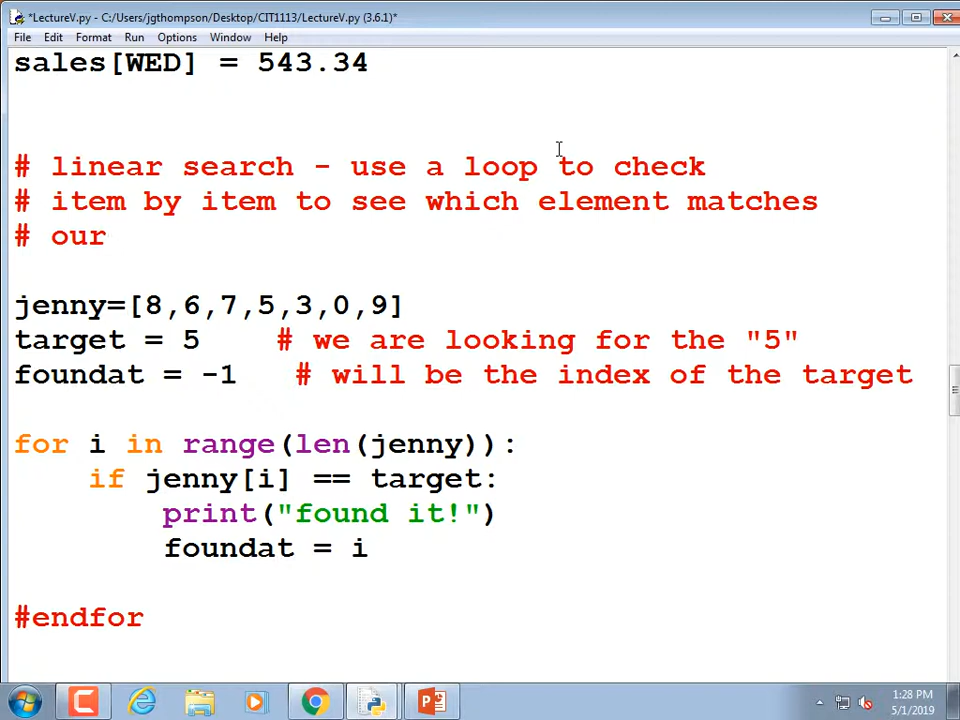 *LectureV.py - C:/Users/jgthompson/Desktop/CIT1113/LectureV.py (3.6.1)*
File Edit Format Run Options Window Help
sales[WED] = 543.34
# linear search - use a loop to check
# item by item to see which element matches
# our
jenny=[8,6,7,5,3,0,9]
target = 5    # we are looking for the "5"
foundat = -1   # will be the index of the target
for i in range(len(jenny)):
    if jenny[i] == target:
        print("found it!")
        foundat = i
#endfor
1:28 PM
5/1/2019